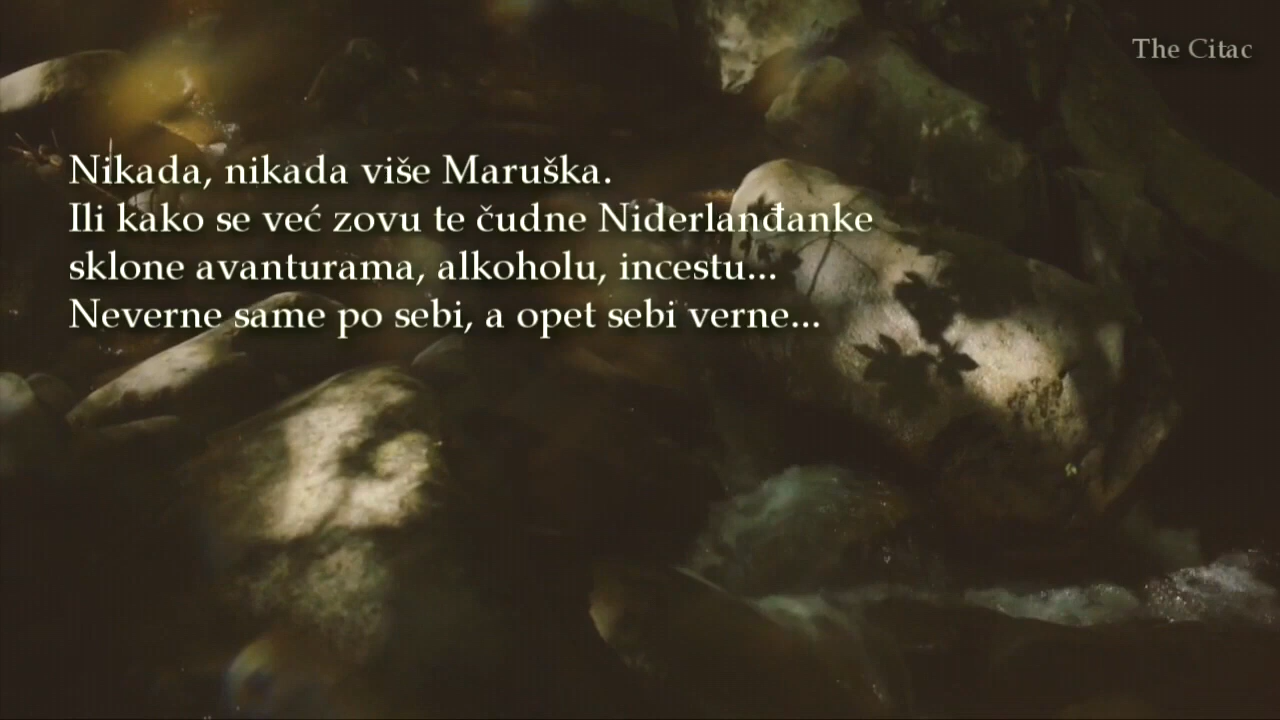 The Citac
Nikada, nikada više Maruška.
Ili kako se već zovu te čudne Niderlanđanke
sklone avanturama, alkoholu, incestu...
Neverne same po sebi, a opet sebi verne...